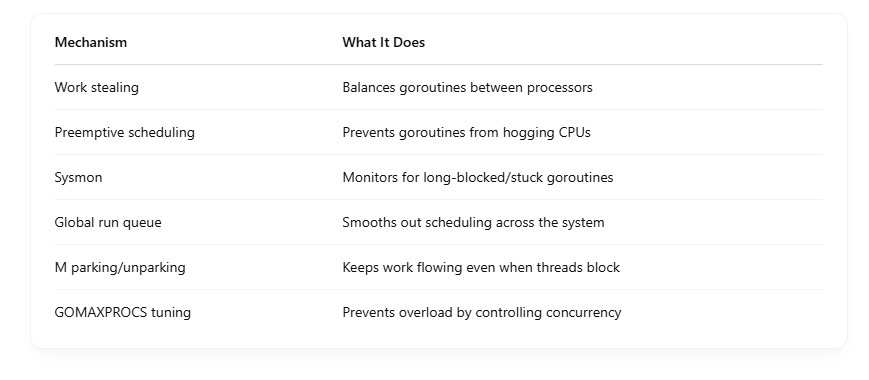 Mechanism What It Does
Work stealing Balances goroutines between processors
Preemptive scheduling Prevents goroutines from hogging CPUs
Sysmon Monitors for long-blocked/stuck goroutines
Global run queue Smooths out scheduling across the system
M parking/unparking Keeps work flowing even when threads block
GOMAXPROCS tuning Prevents overload by controlling concurrency